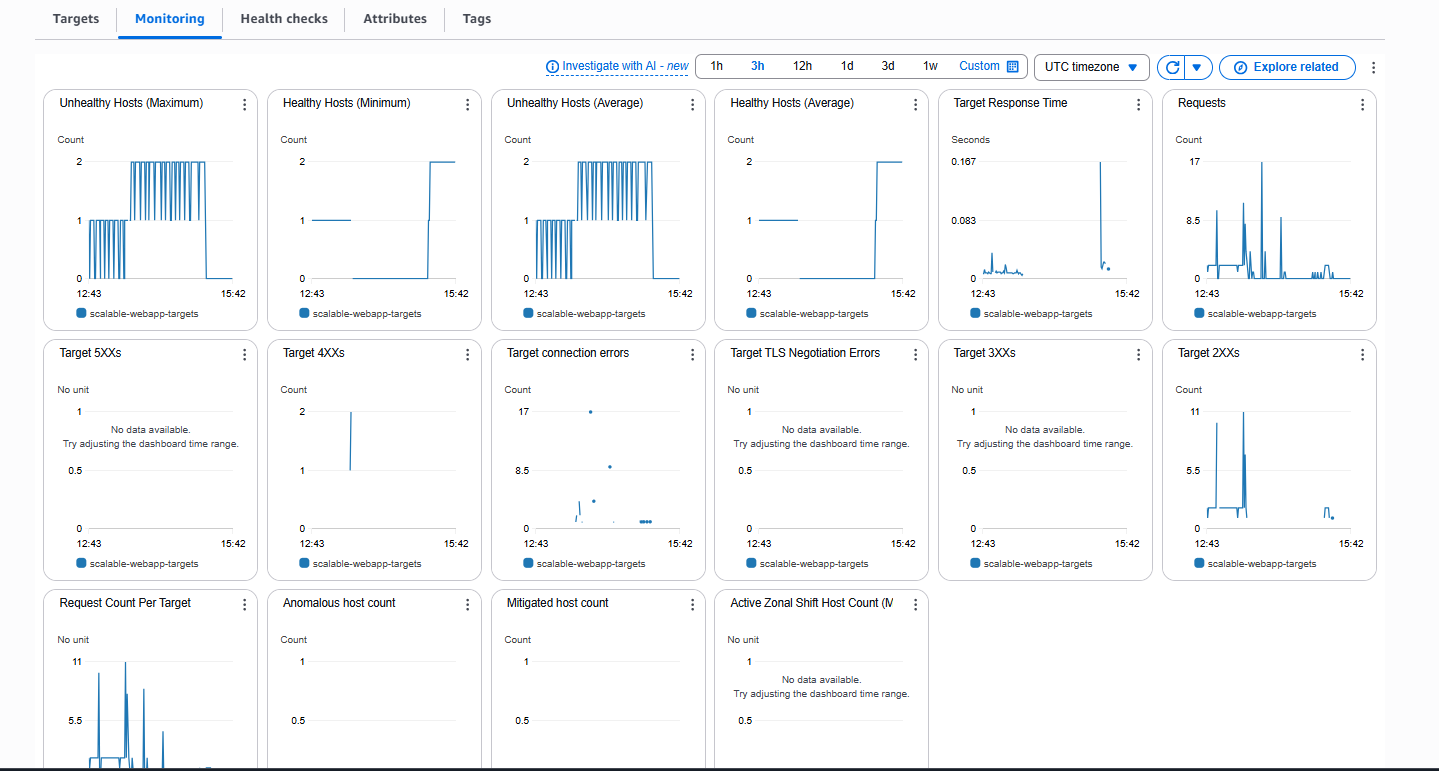 Targets
Monitoring
Health checks
Attributes
Tags
Investigate with AI - new
1h 3h 12h 1d 3d 1w Custom
UTC timezone
Explore related
Unhealthy Hosts (Maximum)
Count
2
1
0
12:43 15:42
scalable-webapp-targets
Healthy Hosts (Minimum)
Count
2
1
0
12:43 15:42
scalable-webapp-targets
Unhealthy Hosts (Average)
Count
2
1
0
12:43 15:42
scalable-webapp-targets
Healthy Hosts (Average)
Count
2
1
0
12:43 15:42
scalable-webapp-targets
Target Response Time
Seconds
0.167
0.083
0
12:43 15:42
scalable-webapp-targets
Requests
Count
17
8.5
0
12:43 15:42
scalable-webapp-targets
Target 5XXs
No unit
1
No data available.
Try adjusting the dashboard time range.
0.5
0
12:43 15:42
scalable-webapp-targets
Target 4XXs
Count
2
1
0
12:43 15:42
scalable-webapp-targets
Target connection errors
Count
17
8.5
0
12:43 15:42
scalable-webapp-targets
Target TLS Negotiation Errors
No unit
1
No data available.
Try adjusting the dashboard time range.
0.5
0
12:43 15:42
scalable-webapp-targets
Target 3XXs
No unit
1
No data available.
Try adjusting the dashboard time range.
0.5
0
12:43 15:42
scalable-webapp-targets
Target 2XXs
Count
11
5.5
0
12:43 15:42
scalable-webapp-targets
Request Count Per Target
No unit
11
5.5
Anomalous host count
Count
1
0.5
Mitigated host count
Count
1
0.5
Active Zonal Shift Host Count (M
No unit
1
No data available.
Try adjusting the dashboard time range.
0.5